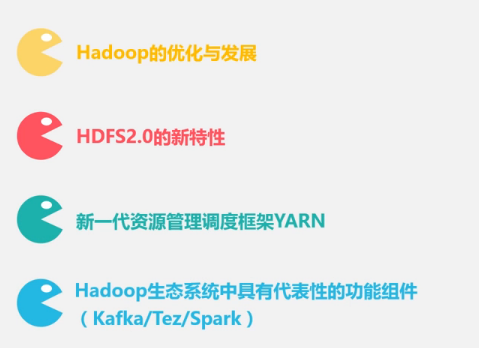 Hadoop的优化与发展
HDFS2.0的新特性
新一代资源管理调度框架YARN
Hadoop生态系统中具有代表性的功能组件
（Kafka/Tez/Spark）